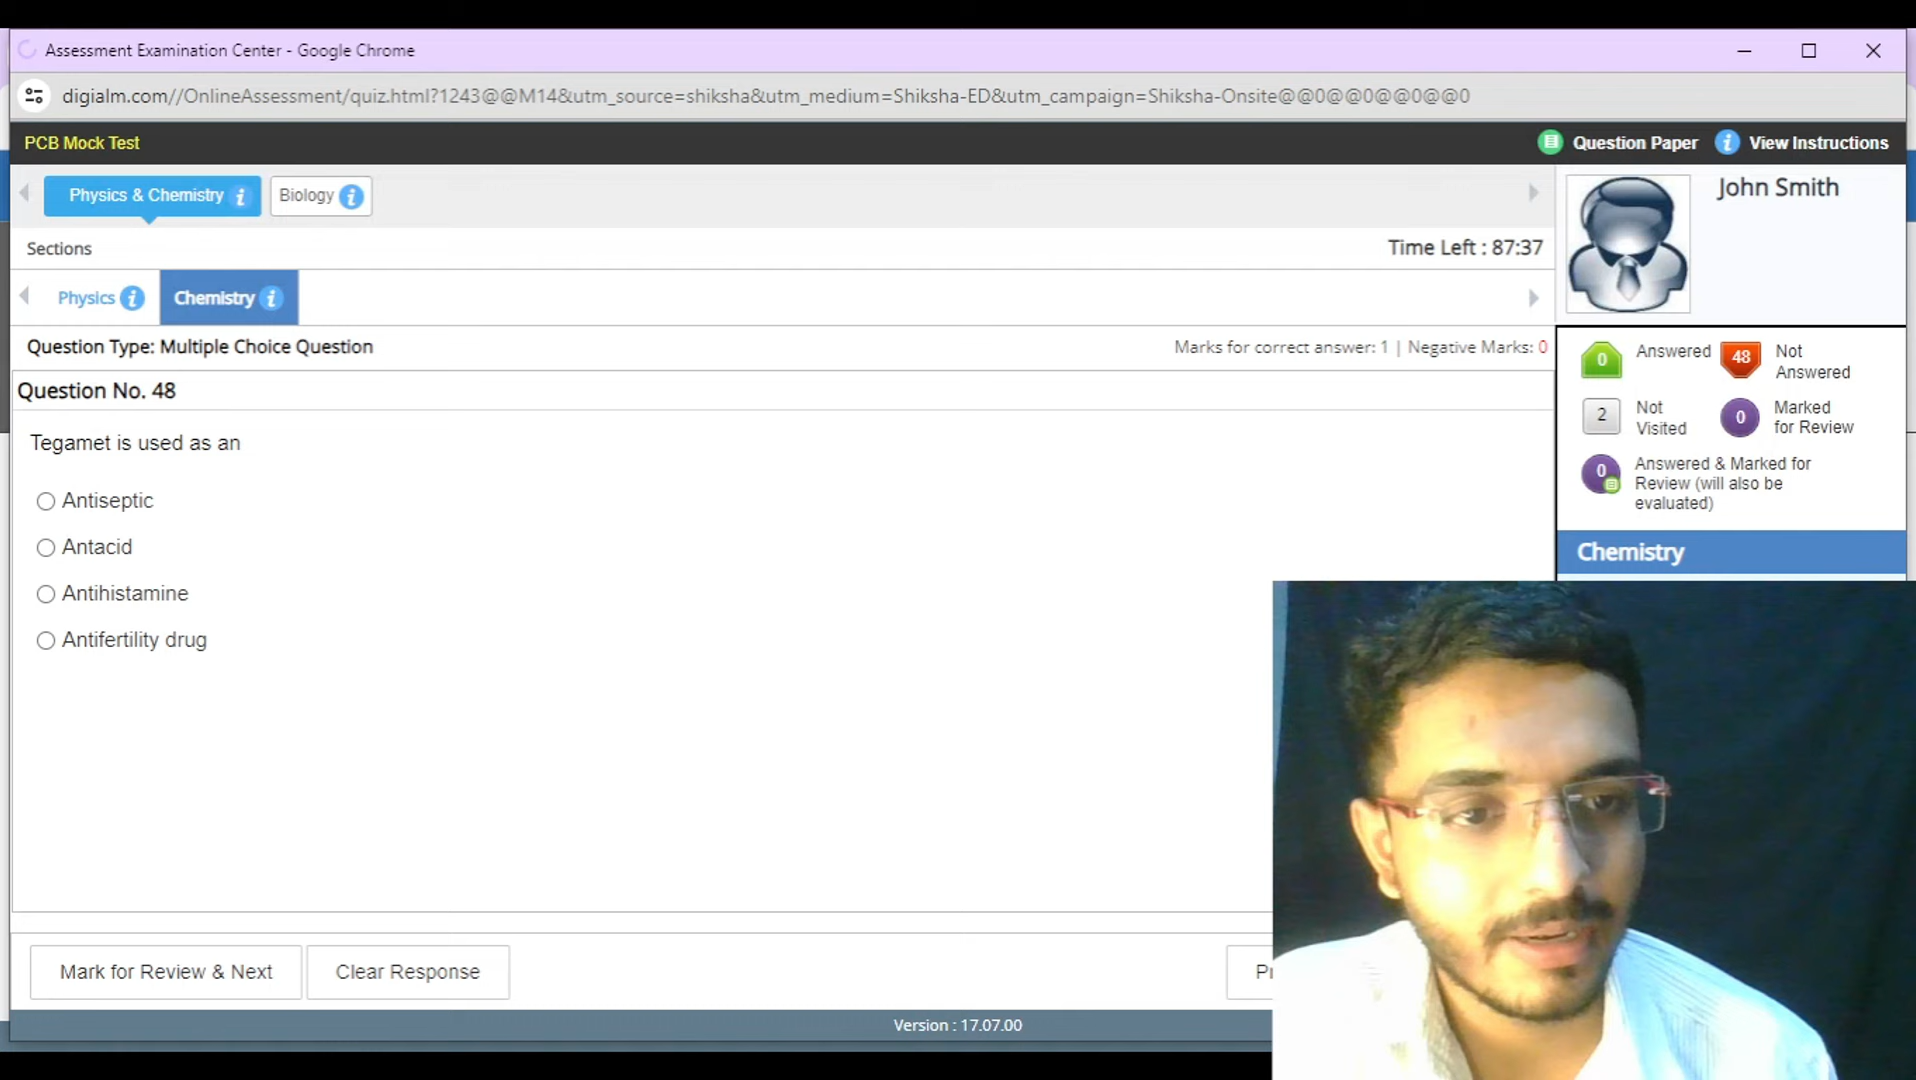 Assessment Examination Center - Google Chrome
digialm.com//OnlineAssessment/quiz.html?1243@@M14&utm_source=shiksha&utm_medium=Shiksha-ED&utm_campaign=Shiksha-Onsite@@0@@0@@0@@0
PCB Mock Test
Question Paper
View Instructions
Physics & Chemistry
Biology
John Smith
Sections
Time Left : 87:37
Physics
Chemistry
Question Type: Multiple Choice Question
Marks for correct answer: 1 | Negative Marks: 0
Question No. 48
Tegamet is used as an
Antiseptic
Antacid
Antihistamine
Antifertility drug
0 Answered
48 Not
Answered
2 Not
Visited
0 Marked
for Review
0 Answered & Marked for
Review (will also be
evaluated)
Chemistry
Mark for Review & Next
Clear Response
Version : 17.07.00